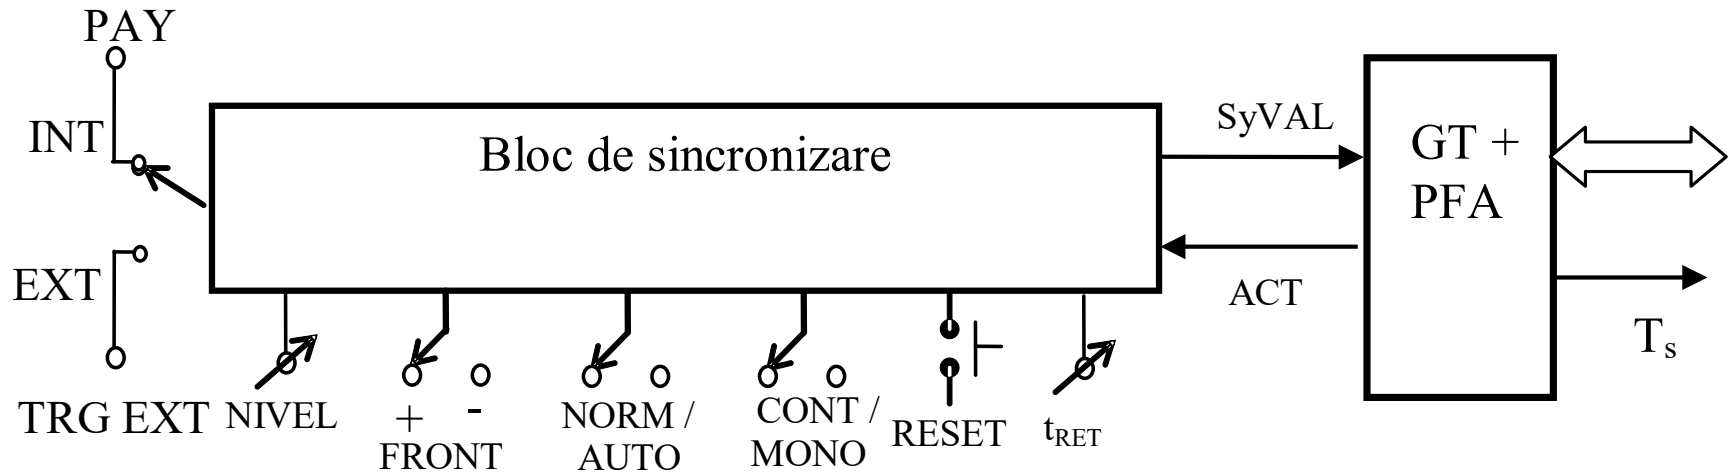 PAY
INT
EXT
TRG EXT
Bloc de sincronizare
NIVEL
+ -
FRONT
NORM /
AUTO
CONT /
MONO
RESET
tRET
SyVAL
ACT
GT +
PFA
Ts